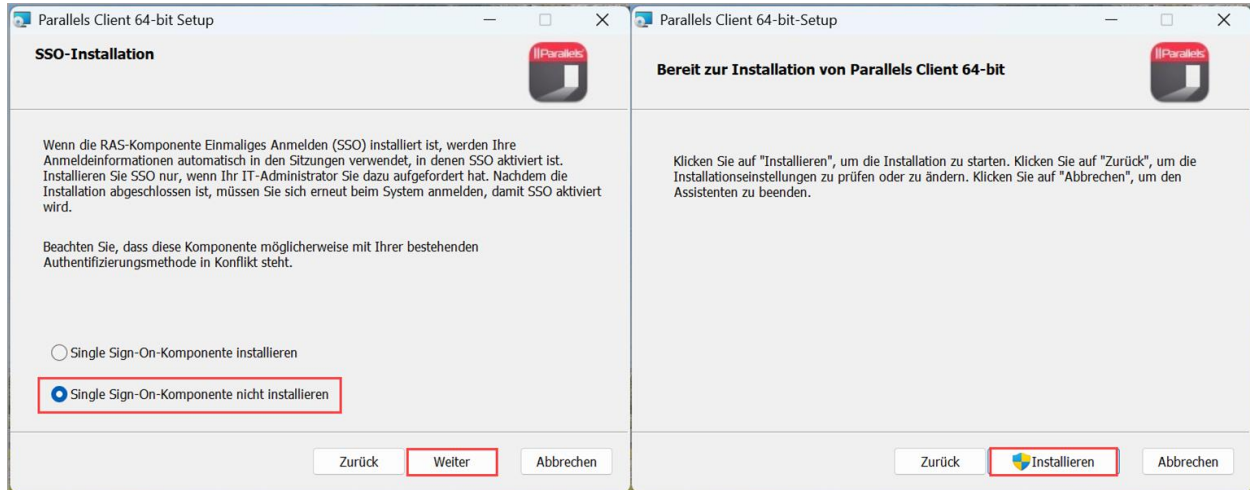 Parallels Client 64-bit Setup
SSO-Installation
||Parallels
Wenn die RAS-Komponente Einmaliges Anmelden (SSO) installiert ist, werden Ihre
Anmeldeinformationen automatisch in den Sitzungen verwendet, in denen SSO aktiviert ist.
Installieren Sie SSO nur, wenn Ihr IT-Administrator Sie dazu aufgefordert hat. Nachdem die
Installation abgeschlossen ist, müssen Sie sich erneut beim System anmelden, damit SSO aktiviert
wird.
Beachten Sie, dass diese Komponente möglicherweise mit Ihrer bestehenden
Authentifizierungsmethode in Konflikt steht.
Single Sign-On-Komponente installieren
Single Sign-On-Komponente nicht installieren
Zurück Weiter Abbrechen
Parallels Client 64-bit-Setup
Bereit zur Installation von Parallels Client 64-bit
||Parallels
Klicken Sie auf "Installieren", um die Installation zu starten. Klicken Sie auf "Zurück", um die
Installationseinstellungen zu prüfen oder zu ändern. Klicken Sie auf "Abbrechen", um den
Assistenten zu beenden.
Zurück Installieren Abbrechen